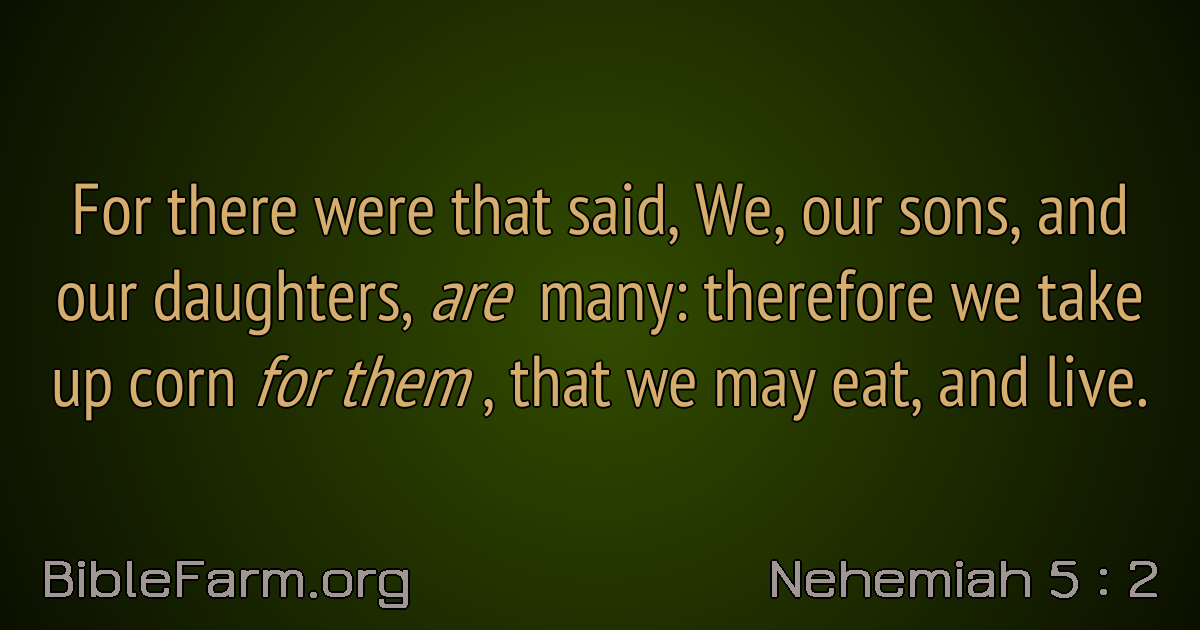 For there were that said, We, our sons, and
our daughters, are many: therefore we take
up corn for them , that we may eat, and live.
BibleFarm.org
Nehemiah 5 : 2